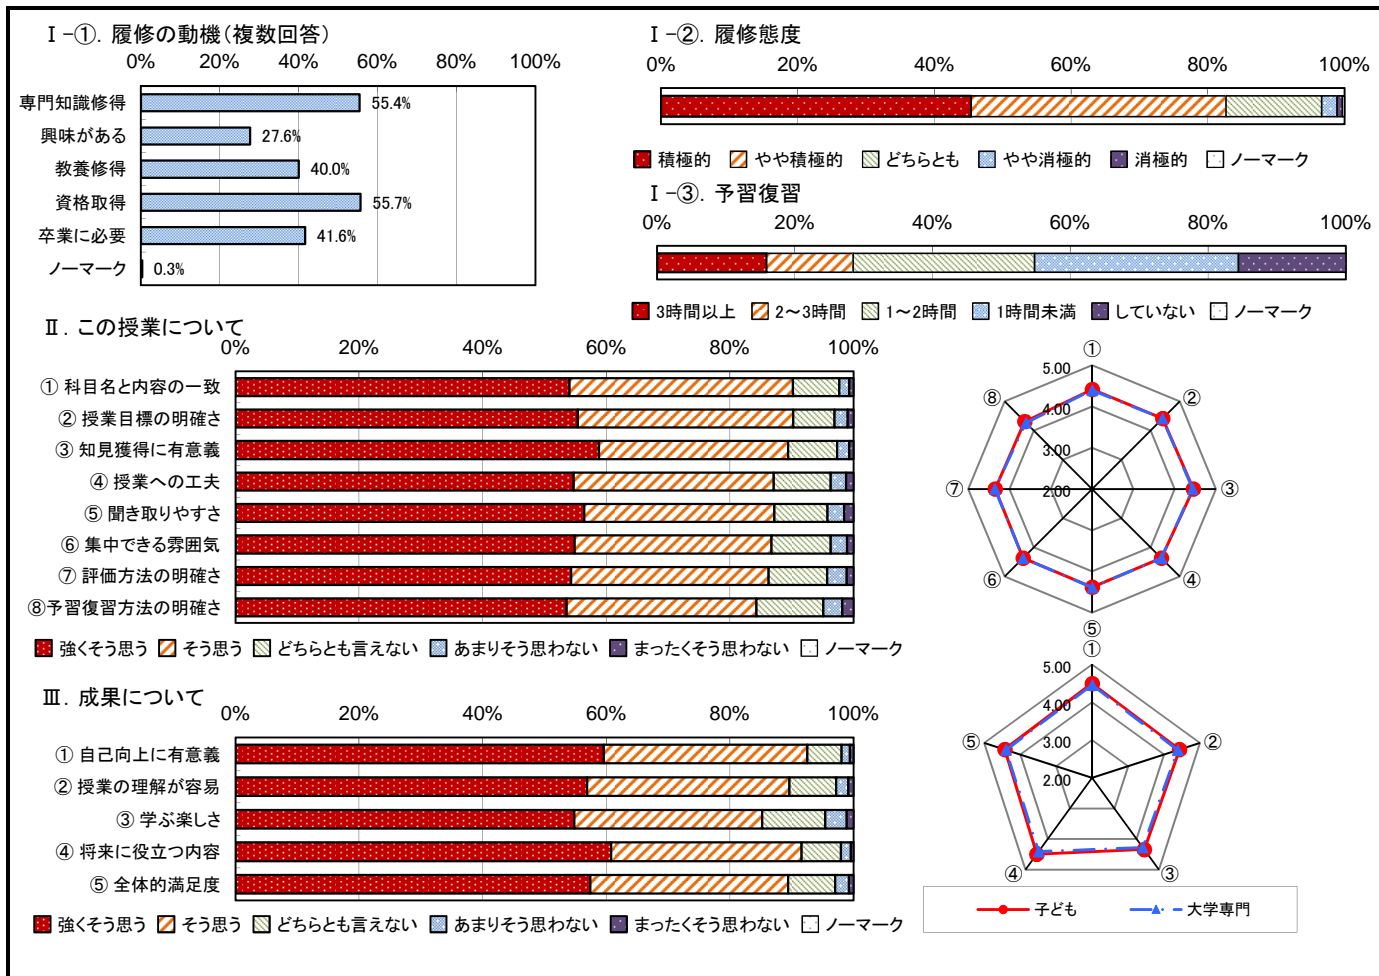 Ⅰ-①. 履修の動機(複数回答)
0% 20% 40% 60% 80% 100%
専門知識修得 55.4%
興味がある 27.6%
教養修得 40.0%
資格取得 55.7%
卒業に必要 41.6%
ノーマーク 0.3%
Ⅰ-②. 履修態度
0% 20% 40% 60% 80% 100%
積極的 やや積極的 どちらとも やや消極的 消極的 ノーマーク
Ⅰ-③. 予習復習
0% 20% 40% 60% 80% 100%
3時間以上 2～3時間 1～2時間 1時間未満 していない ノーマーク
Ⅱ. この授業について
0% 20% 40% 60% 80% 100%
① 科目名と内容の一致
② 授業目標の明確さ
③ 知見獲得に有意義
④ 授業への工夫
⑤ 聞き取りやすさ
⑥ 集中できる雰囲気
⑦ 評価方法の明確さ
⑧予習復習方法の明確さ
強くそう思う そう思う どちらとも言えない あまりそう思わない まったくそう思わない ノーマーク
①
5.00
⑧ ②
4.00
3.00
⑦ 2.00 ③
⑥ ④
⑤
Ⅲ. 成果について
0% 20% 40% 60% 80% 100%
① 自己向上に有意義
② 授業の理解が容易
③ 学ぶ楽しさ
④ 将来に役立つ内容
⑤ 全体的満足度
強くそう思う そう思う どちらとも言えない あまりそう思わない まったくそう思わない ノーマーク
①
5.00
4.00
⑤ 3.00 ②
2.00
④ ③
子ども 大学専門